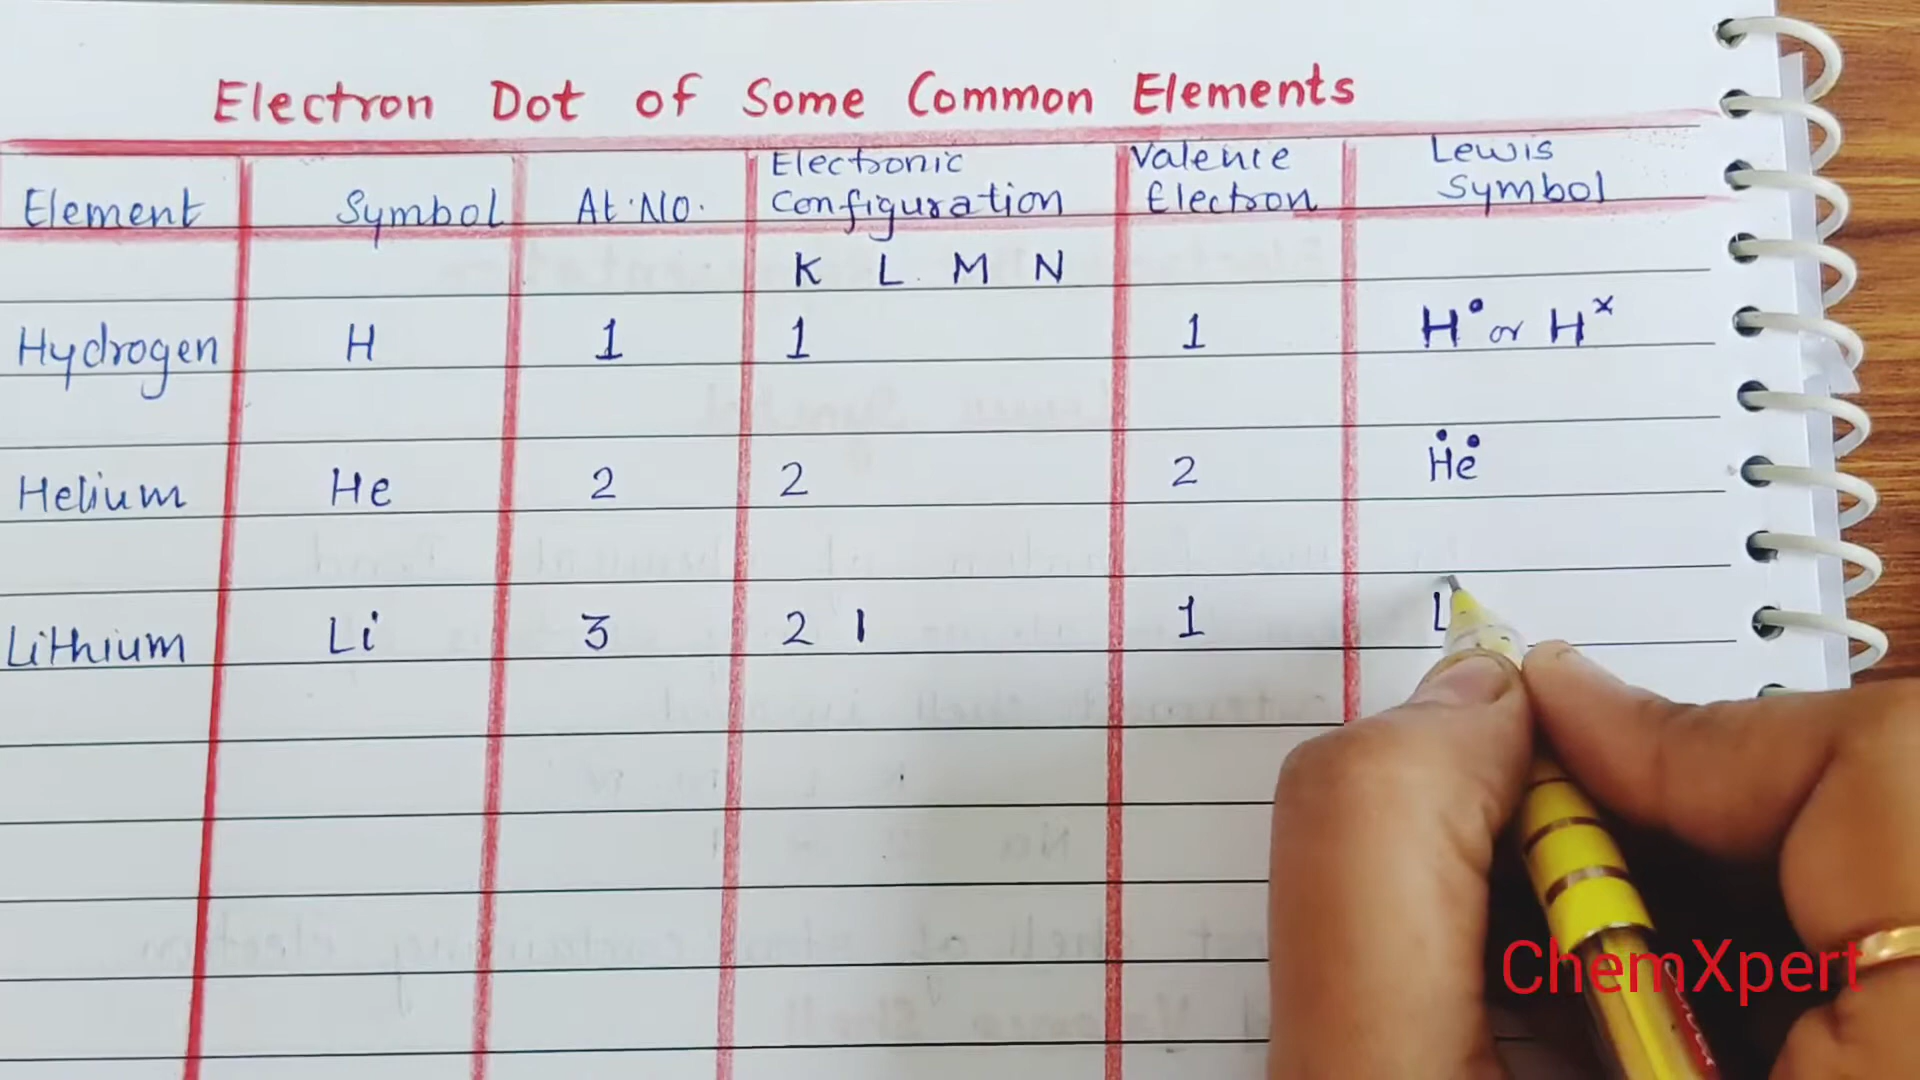 Electron Dot of Some Common Elements
Element Symbol At.No. Electronic Configuration Valence Electron Lewis Symbol
K L M N
Hydrogen H 1 1 1 H• or Hx
Helium He 2 2 2 He
Lithium Li 3 2 1 1 L
ChemXpert